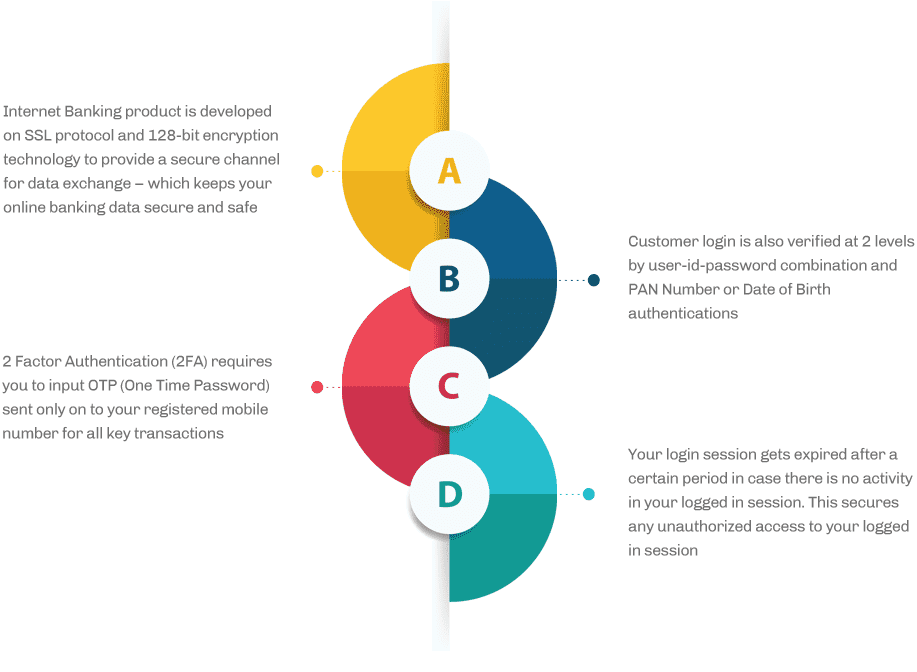 Internet Banking product is developed
on SSL protocol and 128-bit encryption
technology to provide a secure channel
for data exchange – which keeps your
online banking data secure and safe
A
Customer login is also verified at 2 levels
by user-id-password combination and
PAN Number or Date of Birth
authentications
B
2 Factor Authentication (2FA) requires
you to input OTP (One Time Password)
sent only on to your registered mobile
number for all key transactions
C
Your login session gets expired after a
certain period in case there is no activity
in your logged in session. This secures
any unauthorized access to your logged
in session
D